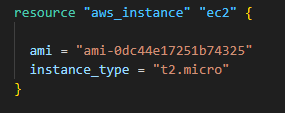 resource "aws_instance" "ec2" {
ami = "ami-0dc44e17251b74325"
instance_type = "t2.micro"
}